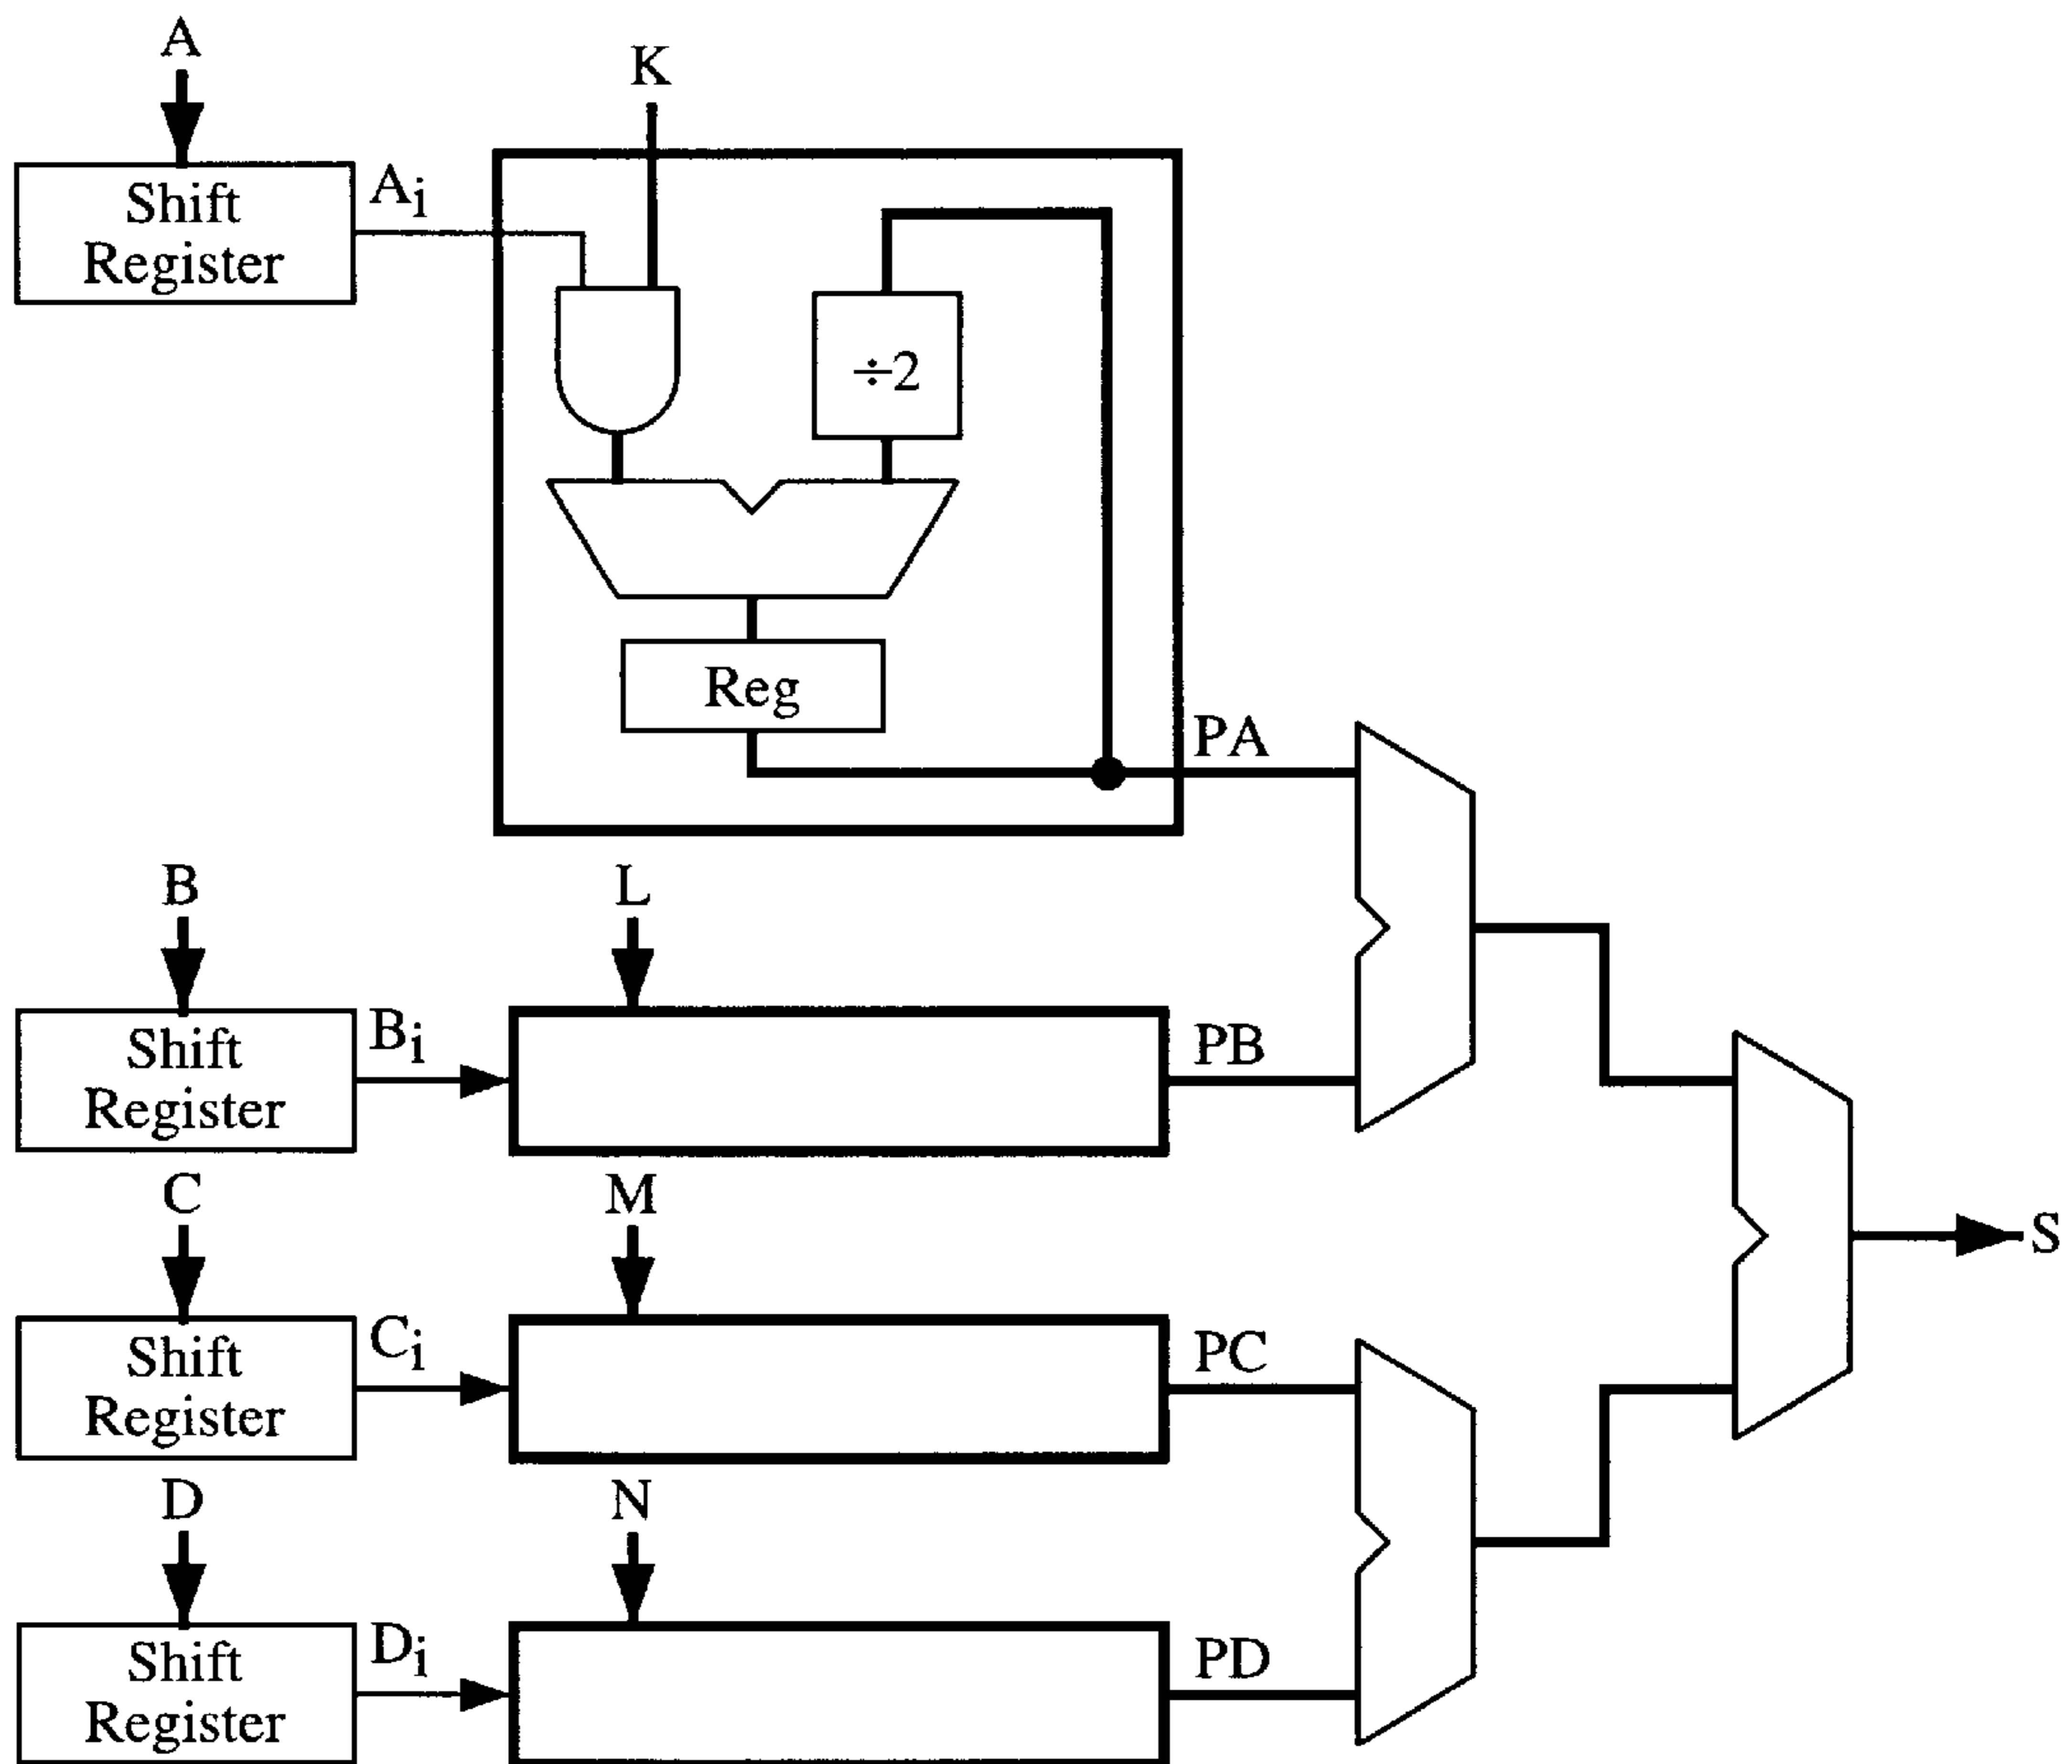 A
K
Shift
Register
Ai
÷2
Reg
PA
B
L
Shift
Register
Bi
PB
C
M
Shift
Register
Ci
PC
S
D
N
Shift
Register
Di
PD